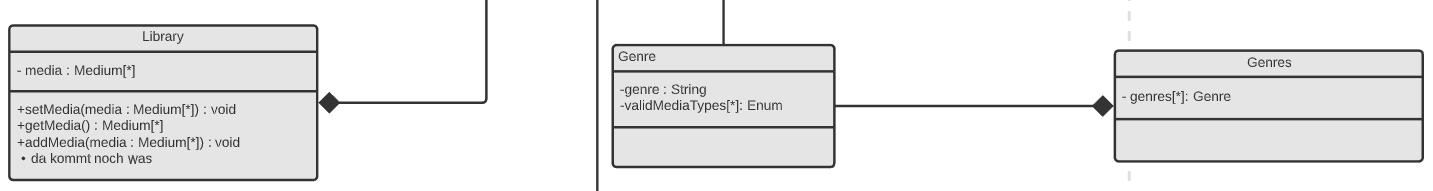 Library
- media : Medium[*]
+setMedia(media : Medium[*]) : void
+getMedia() : Medium[*]
+addMedia(media : Medium[*]) : void
• da kommt noch was
Genre
-genre : String
-validMediaTypes[*]: Enum
Genres
- genres[*]: Genre